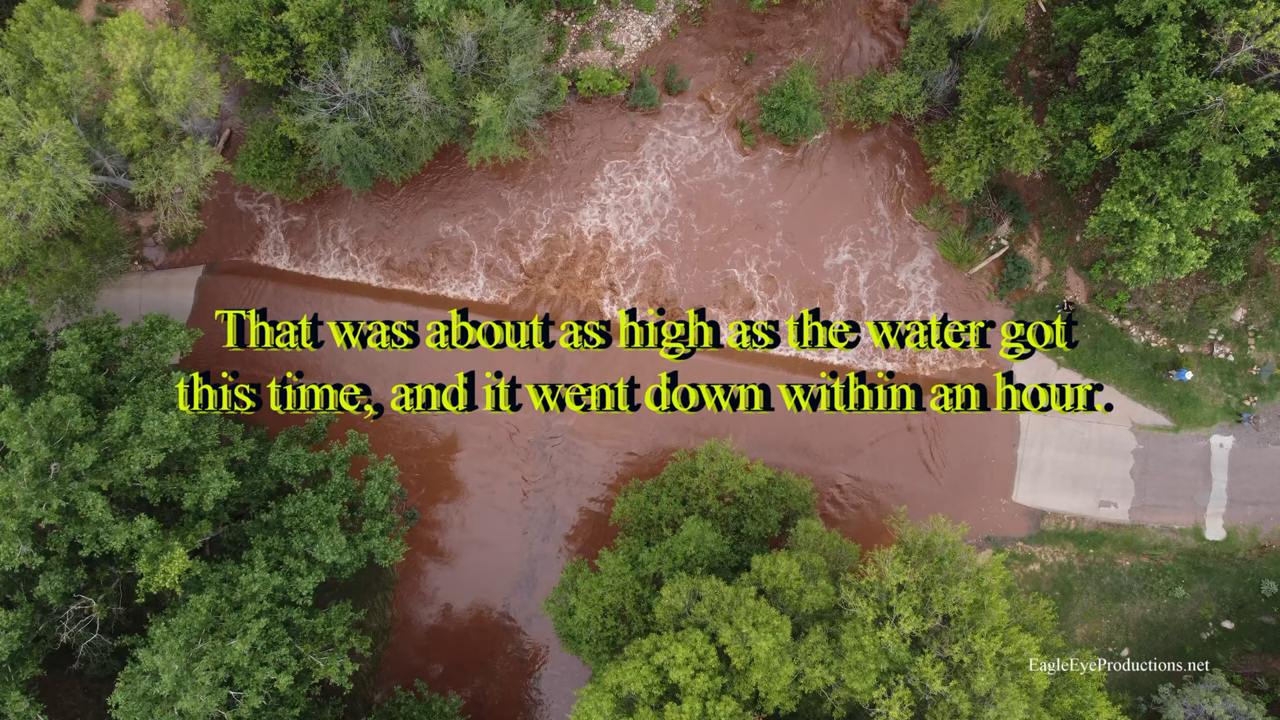 That was about as high as the water got
this time, and it went down within an hour.
EagleEyeProductions.net